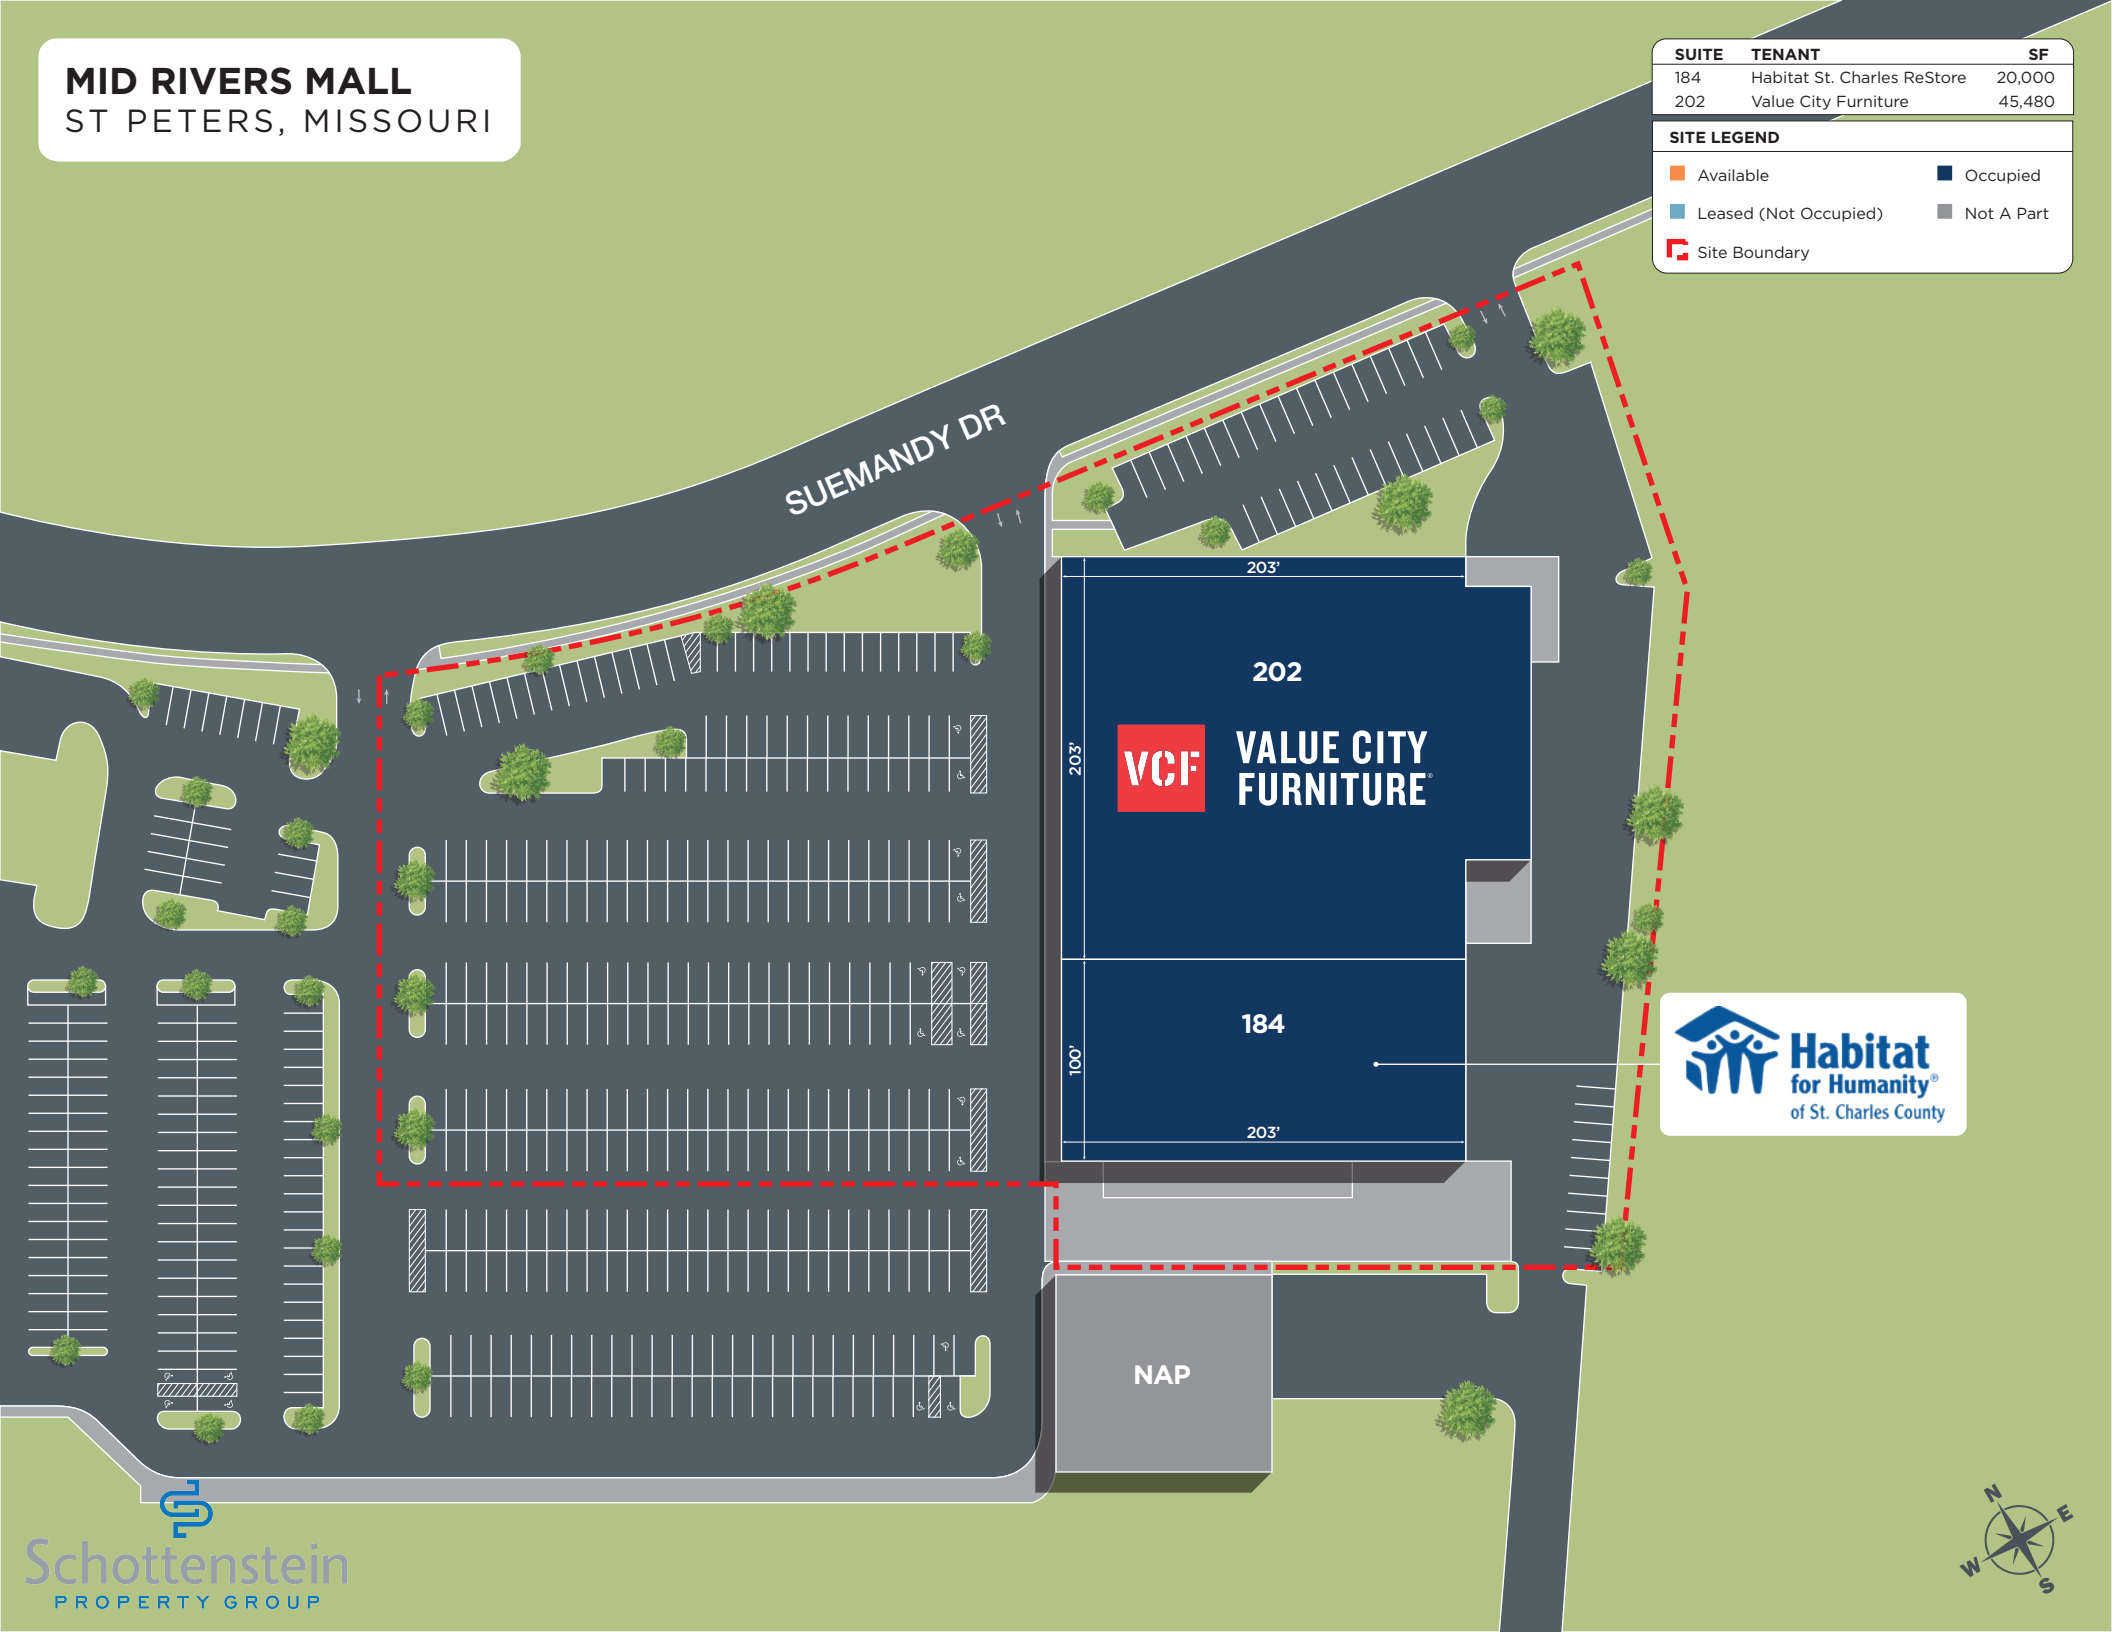 MID RIVERS MALL
ST PETERS, MISSOURI
SUITE TENANT SF
184 Habitat St. Charles ReStore 20,000
202 Value City Furniture 45,480
SITE LEGEND
Available Occupied
Leased (Not Occupied) Not A Part
Site Boundary
SUEMANDY DR
203'
202
203'
VCF
VALUE CITY
FURNITURE®
184
100'
203'
Habitat
for Humanity®
of St. Charles County
NAP
N
E
W
S
Schottenstein
PROPERTY GROUP